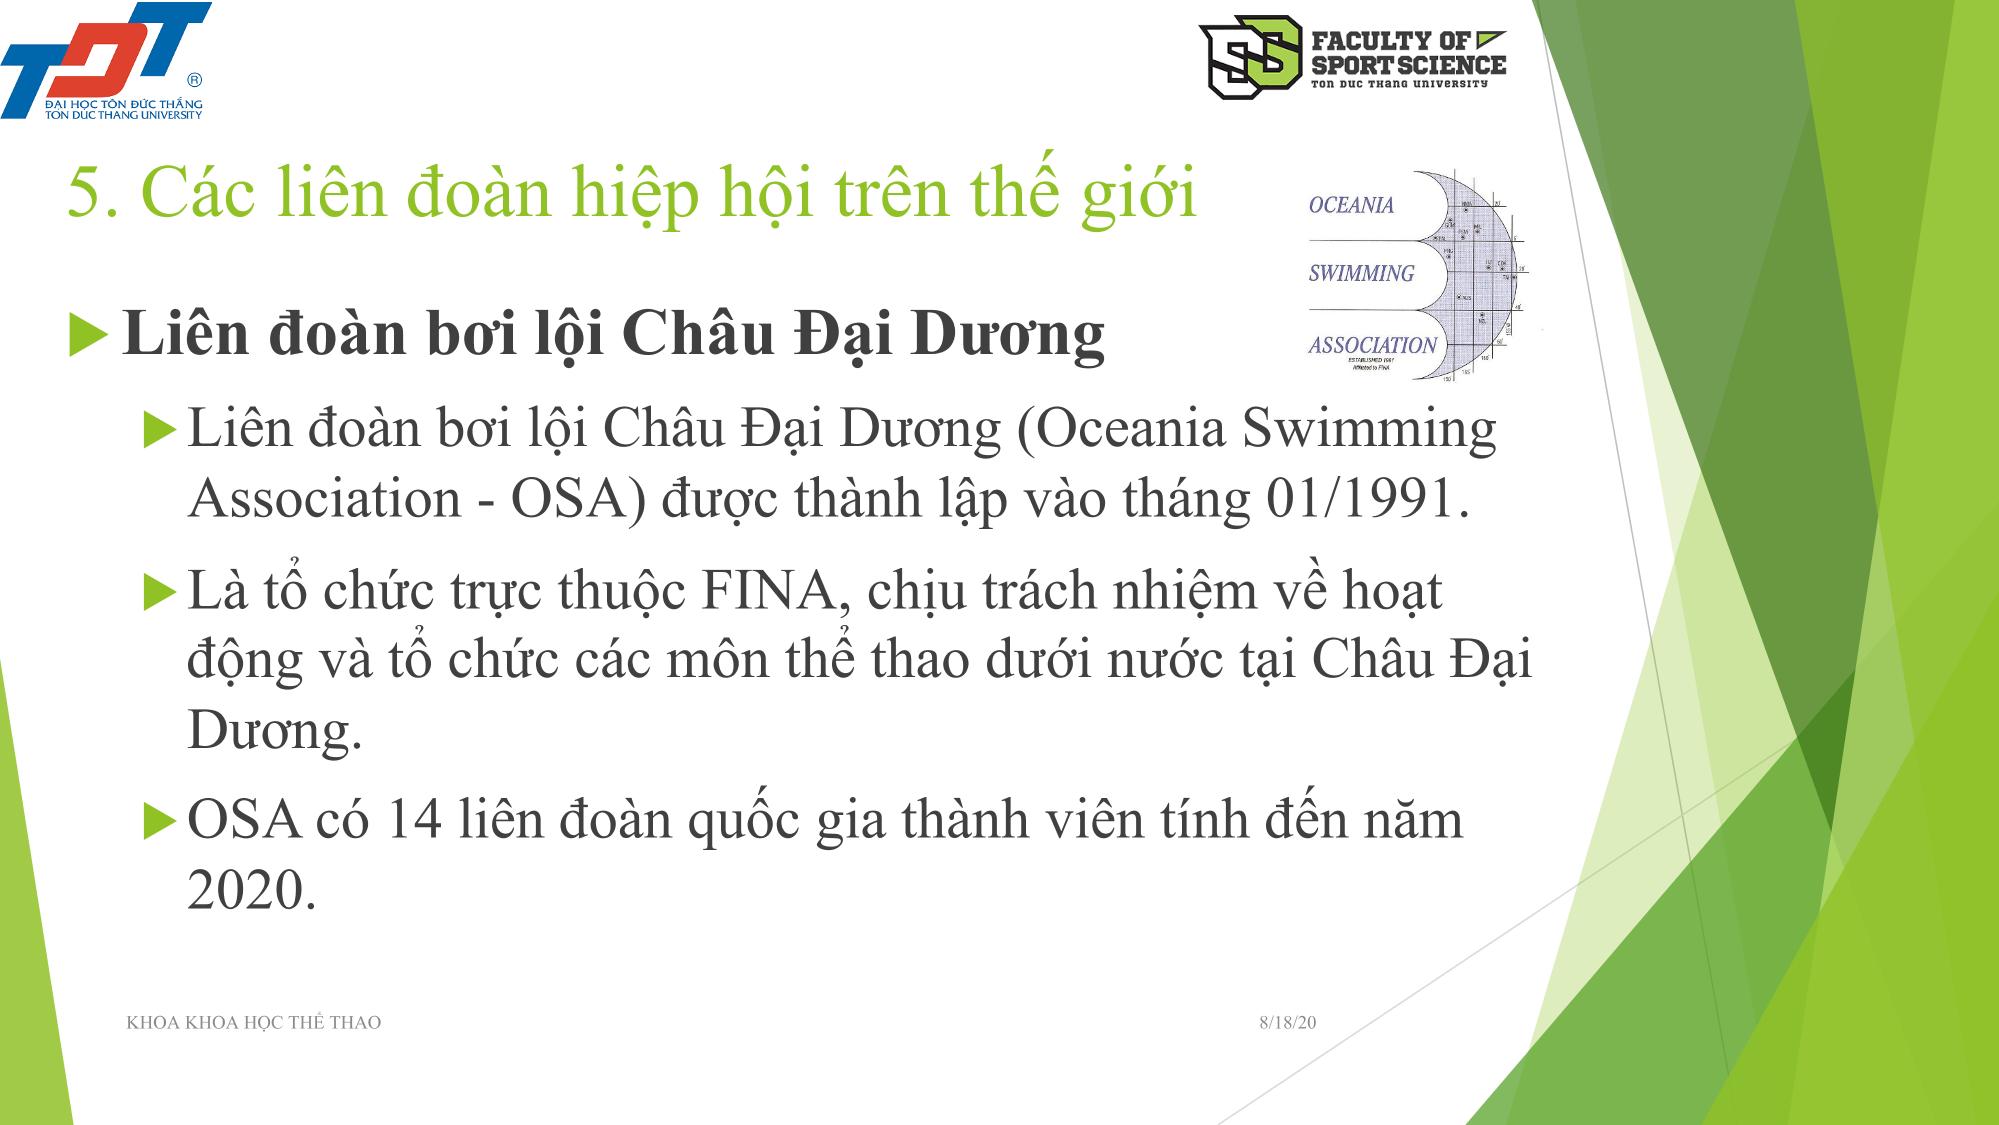 TDT
®
ĐẠI HỌC TÔN ĐỨC THẮNG
TON DUC THANG UNIVERSITY
SS
FACULTY OF
SPORT SCIENCE
TON DUC THANG UNIVERSITY
5. Các liên đoàn hiệp hội trên thế giới
OCEANIA
SWIMMING
ASSOCIATION
ESTABLISHED 1991
Affiliated to FINA
Liên đoàn bơi lội Châu Đại Dương
Liên đoàn bơi lội Châu Đại Dương (Oceania Swimming
Association - OSA) được thành lập vào tháng 01/1991.
Là tổ chức trực thuộc FINA, chịu trách nhiệm về hoạt
động và tổ chức các môn thể thao dưới nước tại Châu Đại
Dương.
OSA có 14 liên đoàn quốc gia thành viên tính đến năm
2020.
KHOA KHOA HỌC THỂ THAO
8/18/20